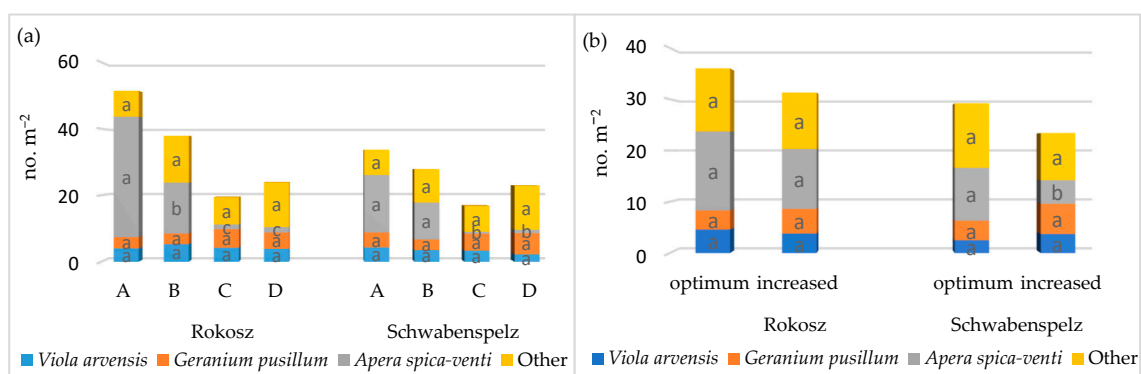 (a)
60
40
20
0
no. m⁻²
a a a a
a b a a
a a c a
a a c a
a a a a
a a a a
a a b a
a a b a
A B C D A B C D
Rokosz Schwabenspelz
Viola arvensis Geranium pusillum Apera spica-venti Other
(b)
40
30
20
10
0
no. m⁻²
a a a a
a a a a
a a a a
a b a a
optimum increased optimum increased
Rokosz Schwabenspelz
Viola arvensis Geranium pusillum Apera spica-venti Other